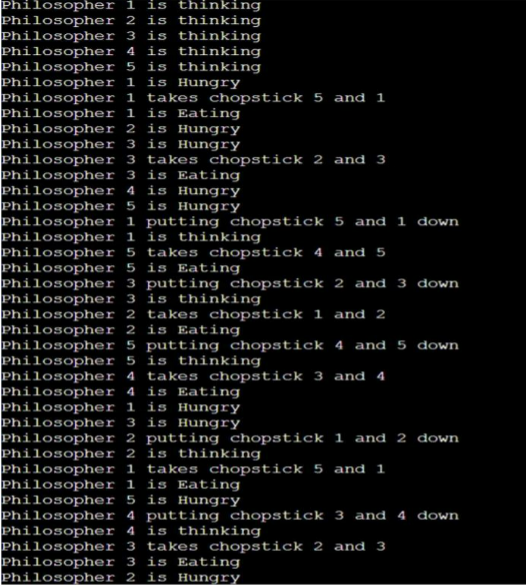 Philosopher 1 is thinking
Philosopher 2 is thinking
Philosopher 3 is thinking
Philosopher 4 is thinking
Philosopher 5 is thinking
Philosopher 1 is Hungry
Philosopher 1 takes chopstick 5 and 1
Philosopher 1 is Eating
Philosopher 2 is Hungry
Philosopher 3 is Hungry
Philosopher 3 takes chopstick 2 and 3
Philosopher 3 is Eating
Philosopher 4 is Hungry
Philosopher 5 is Hungry
Philosopher 1 putting chopstick 5 and 1 down
Philosopher 1 is thinking
Philosopher 5 takes chopstick 4 and 5
Philosopher 5 is Eating
Philosopher 3 putting chopstick 2 and 3 down
Philosopher 3 is thinking
Philosopher 2 takes chopstick 1 and 2
Philosopher 2 is Eating
Philosopher 5 putting chopstick 4 and 5 down
Philosopher 5 is thinking
Philosopher 4 takes chopstick 3 and 4
Philosopher 4 is Eating
Philosopher 1 is Hungry
Philosopher 3 is Hungry
Philosopher 2 putting chopstick 1 and 2 down
Philosopher 2 is thinking
Philosopher 1 takes chopstick 5 and 1
Philosopher 1 is Eating
Philosopher 5 is Hungry
Philosopher 4 putting chopstick 3 and 4 down
Philosopher 4 is thinking
Philosopher 3 takes chopstick 2 and 3
Philosopher 3 is Eating
Philosopher 2 is Hungry